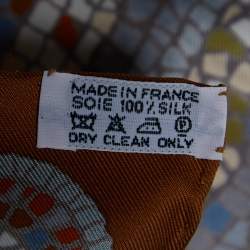 MADE IN FRANCE
SOIE 100% SILK
P
DRY CLEAN ONLY